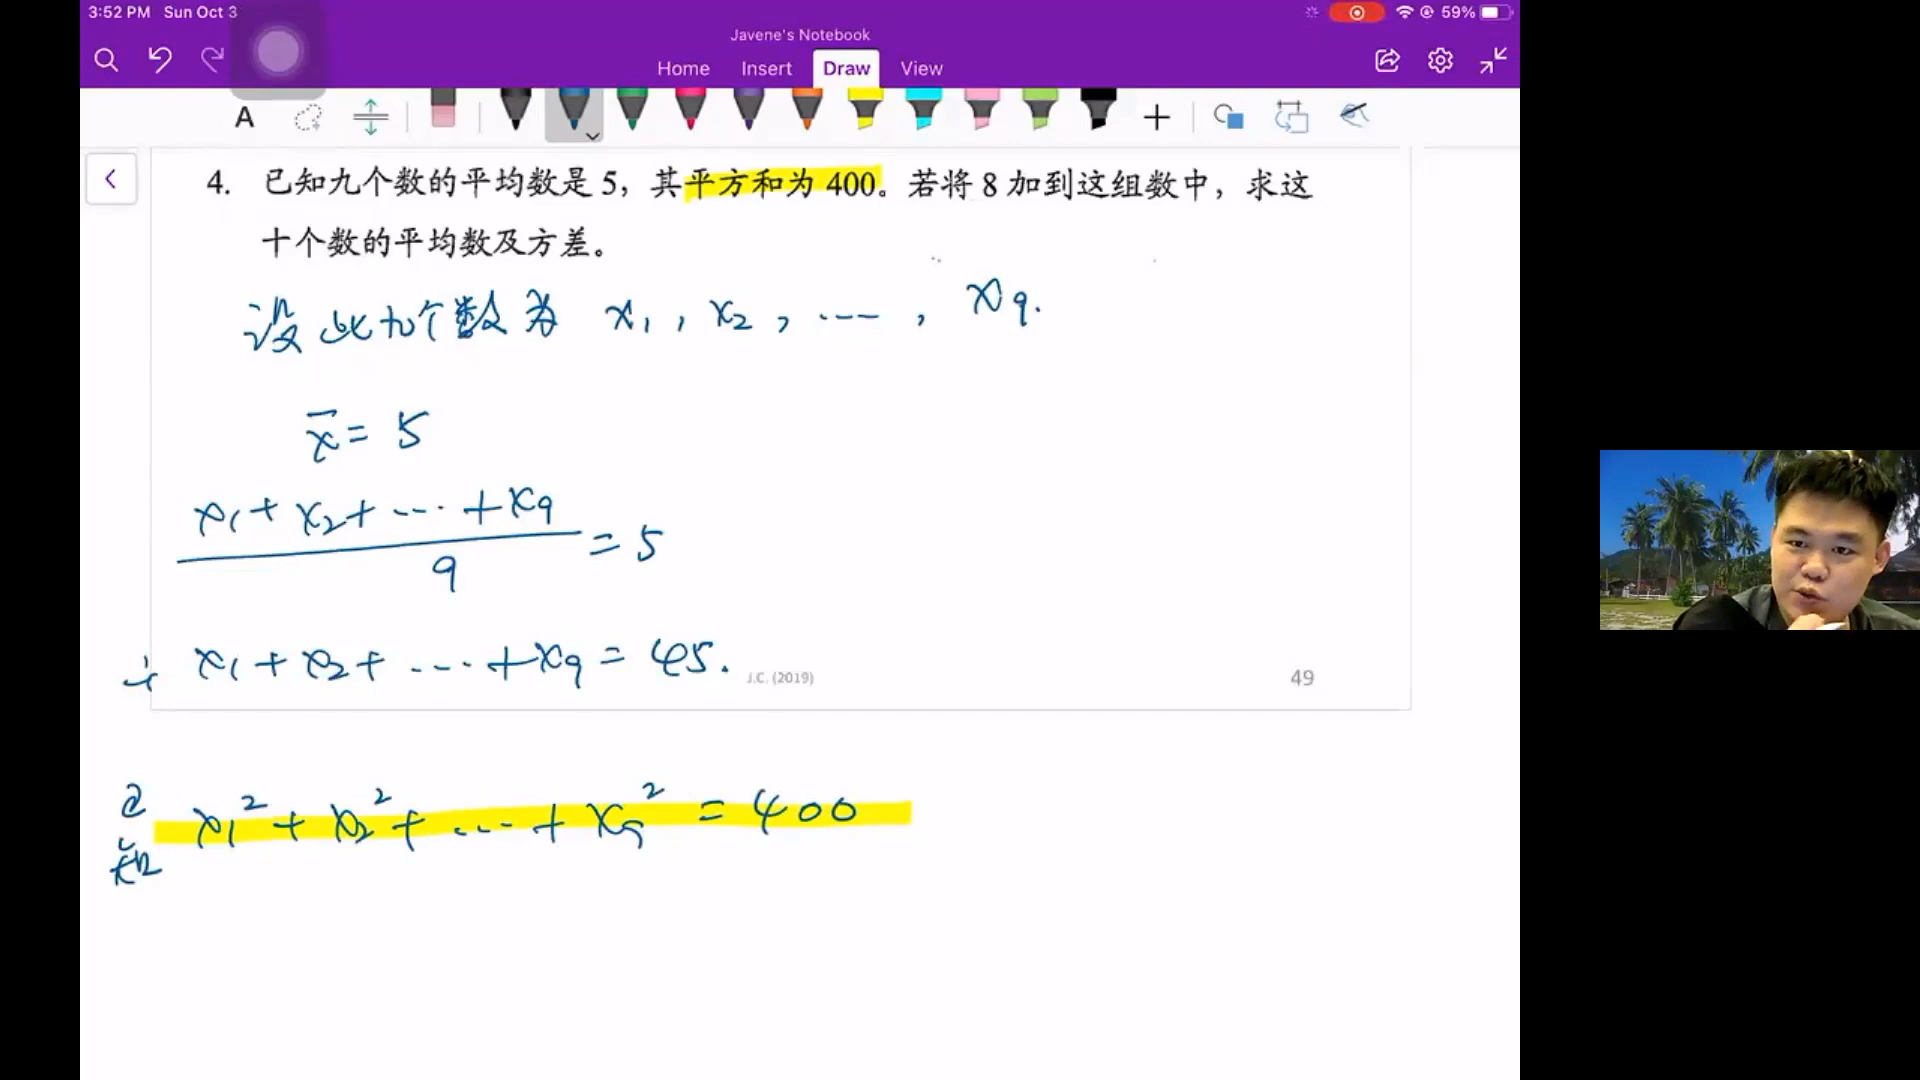 3:52 PM Sun Oct 3
59%
Javene's Notebook
Home Insert Draw View
A
4. 已知九个数的平均数是 5，其平方和为 400。若将 8 加到这组数中，求这
十个数的平均数及方差。
设此九个数为 x₁, x₂, ...., x₉.
x̄ = 5
x₁ + x₂ + .... + x₉
= 5
9
∴ x₁ + x₂ + .... + x₉ = 45.
J.C. (2019)
49
已知 x₁² + x₂² + .... + x₉² = 400